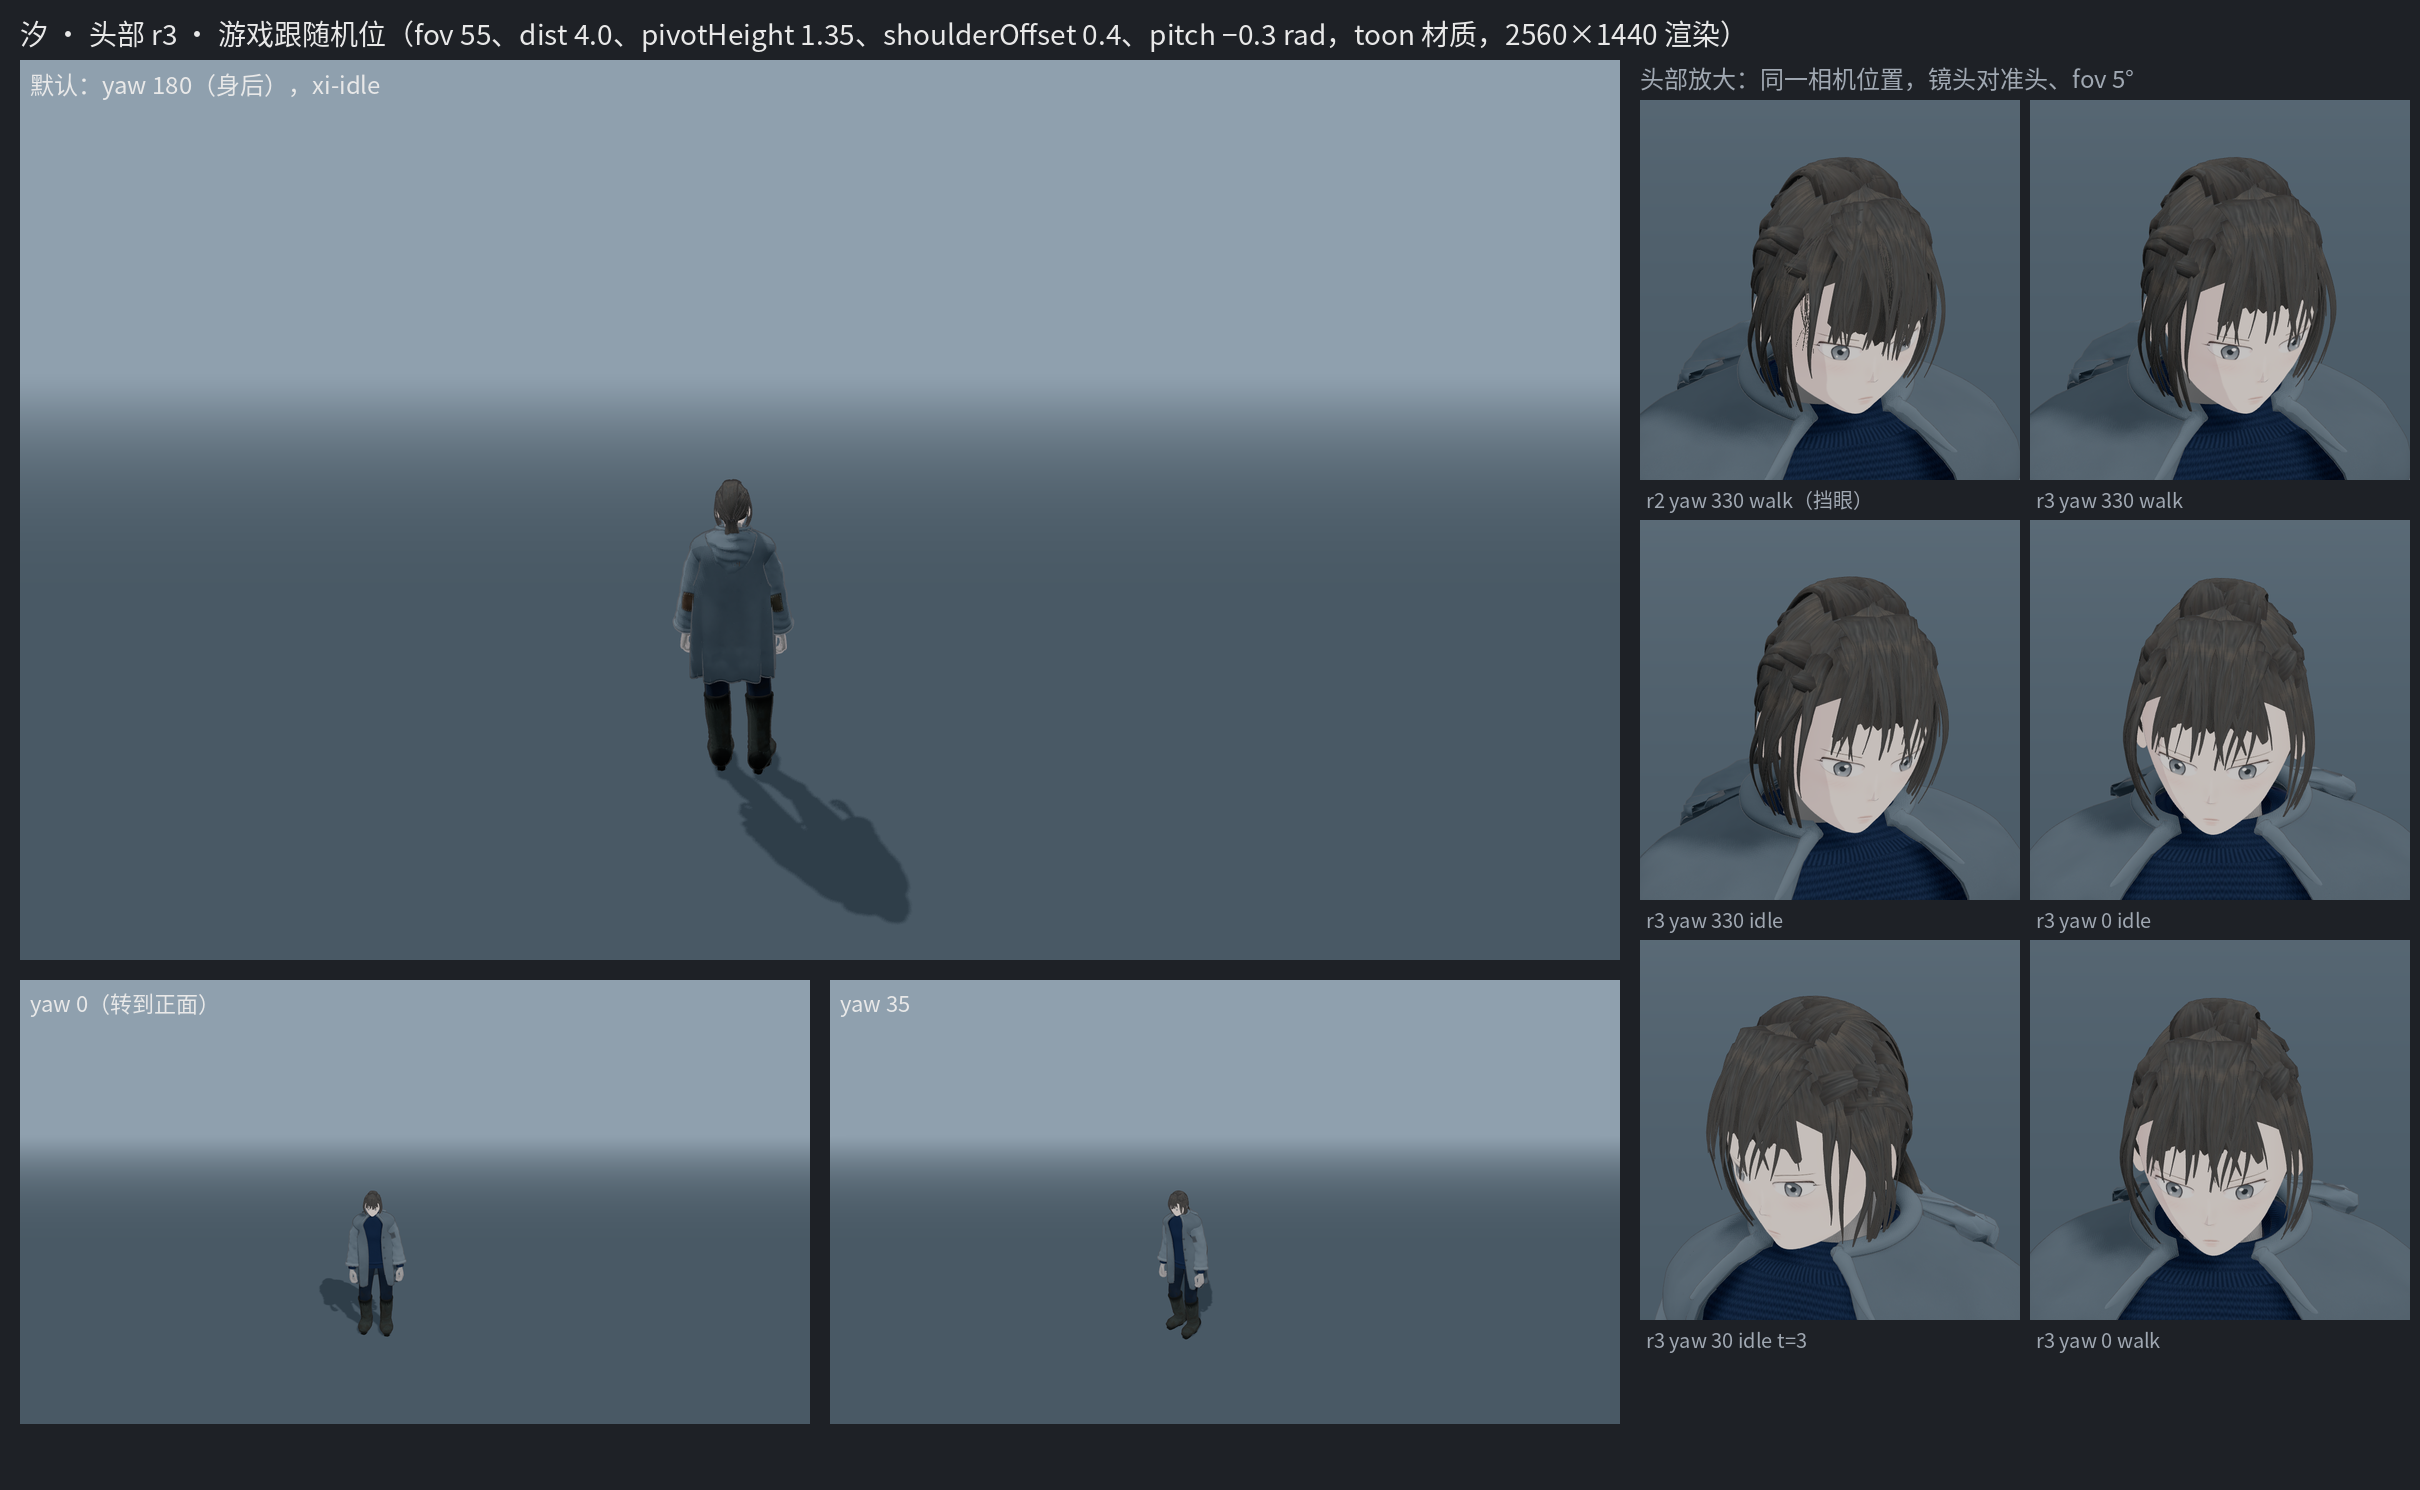 汐 · 头部 r3 · 游戏跟随机位（fov 55、dist 4.0、pivotHeight 1.35、shoulderOffset 0.4、pitch −0.3 rad，toon 材质，2560×1440 渲染）
默认：yaw 180（身后），xi-idle
头部放大：同一相机位置，镜头对准头、fov 5°
r2 yaw 330 walk（挡眼）
r3 yaw 330 walk
r3 yaw 330 idle
r3 yaw 0 idle
yaw 0（转到正面）
yaw 35
r3 yaw 30 idle t=3
r3 yaw 0 walk